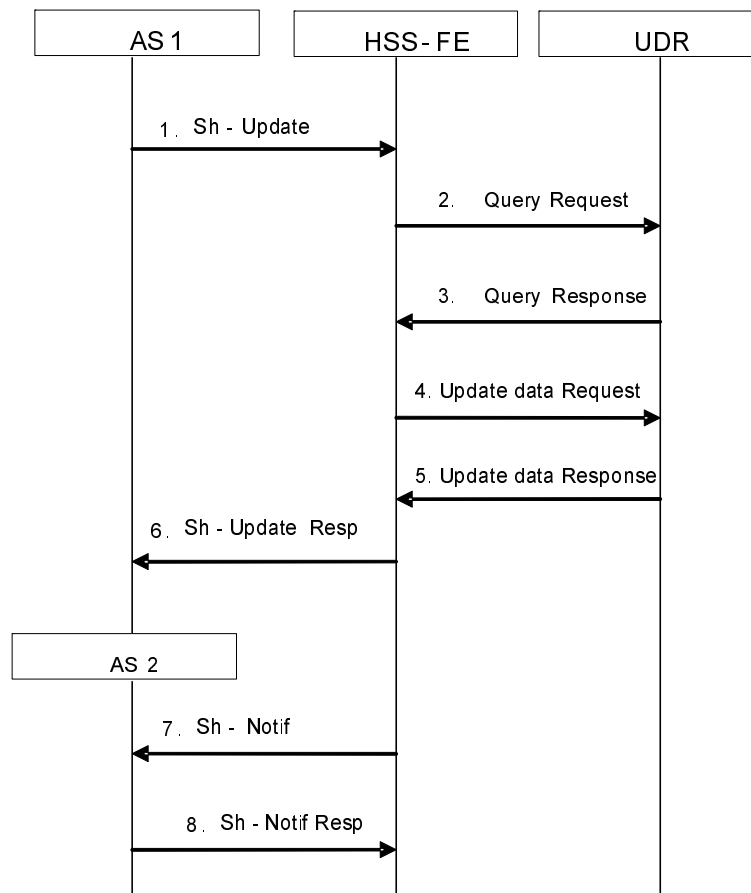 AS 1
HSS-FE
UDR
1. Sh - Update
2. Query Request
3. Query Response
4. Update data Request
5. Update data Response
6. Sh - Update Resp
AS 2
7. Sh - Notif
8. Sh - Notif Resp